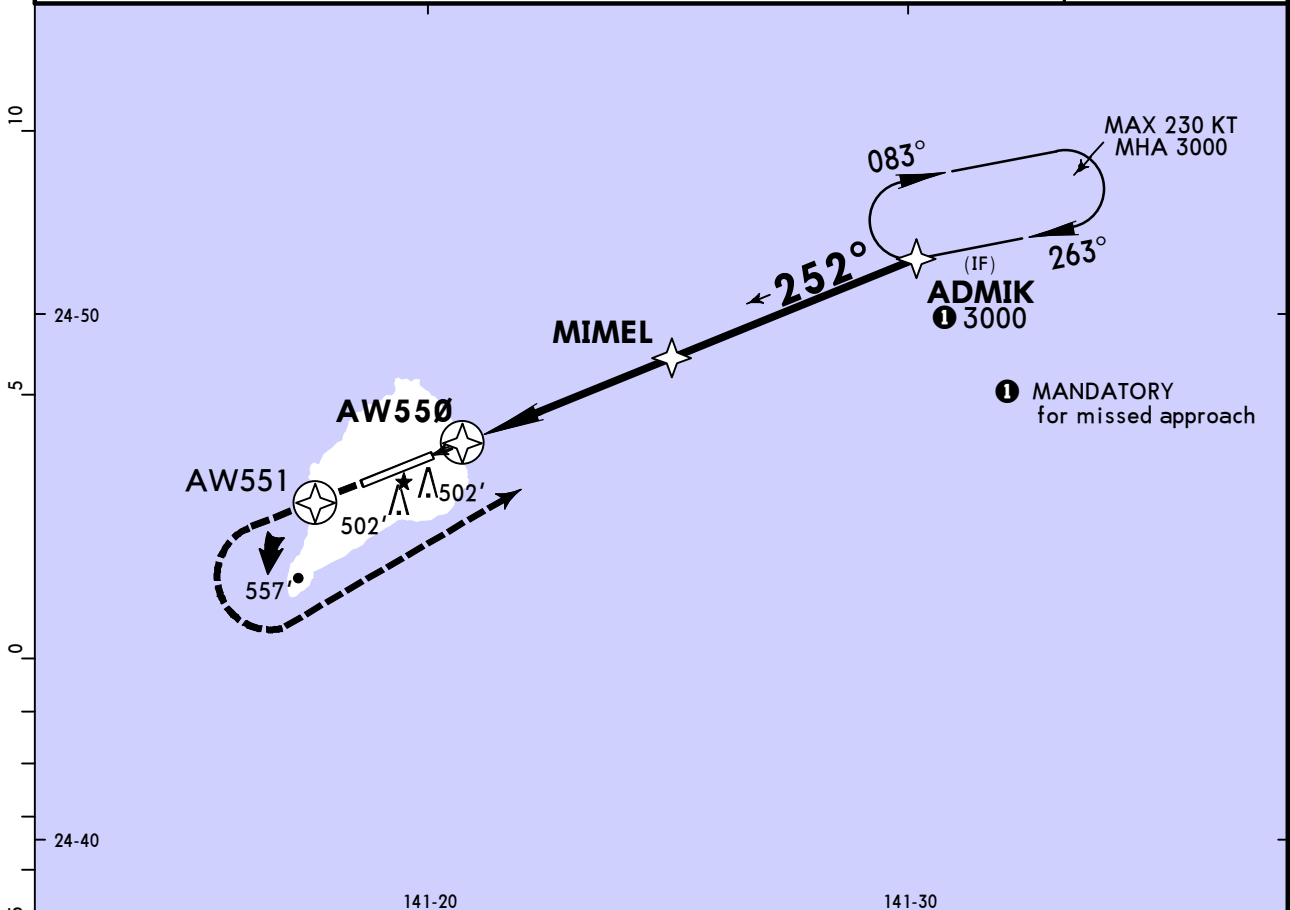 10
MAX 230 KT
MHA 3000
083°
263°
252°
(IF)
ADMIK
❶ 3000
24-50
MIMEL
5
❶ MANDATORY
for missed approach
AW55Ø
AW551
502'
502'
557'
0
24-40
141-20
141-30